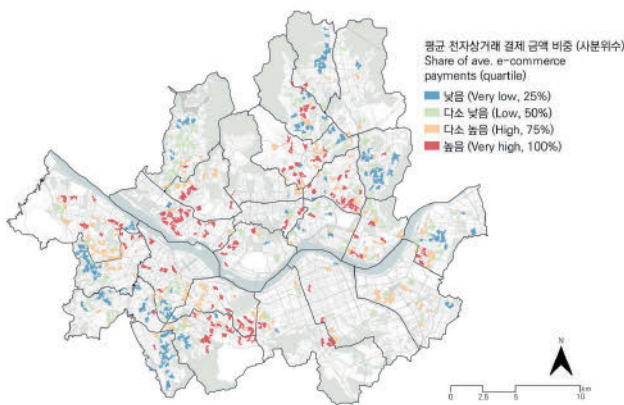 평균 전자상거래 결제 금액 비중 (사분위수)
Share of ave. e-commerce
payments (quartile)
낮음 (Very low, 25%)
다소 낮음 (Low, 50%)
다소 높음 (High, 75%)
높음 (Very high, 100%)
N
0 2.5 5 10
km